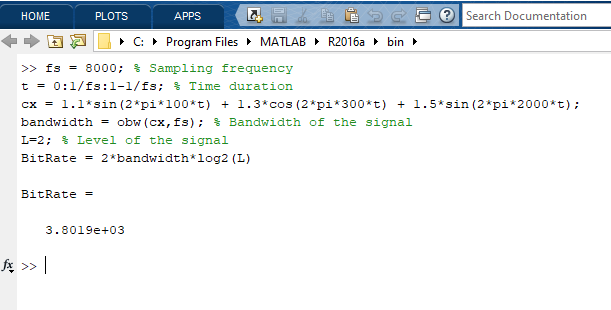 HOME PLOTS APPS Search Documentation
C: Program Files MATLAB R2016a bin
>> fs = 8000; % Sampling frequency
t = 0:1/fs:1-1/fs; % Time duration
cx = 1.1*sin(2*pi*100*t) + 1.3*cos(2*pi*300*t) + 1.5*sin(2*pi*2000*t);
bandwidth = obw(cx,fs); % Bandwidth of the signal
L=2; % Level of the signal
BitRate = 2*bandwidth*log2(L)
BitRate =
3.8019e+03
fx >>